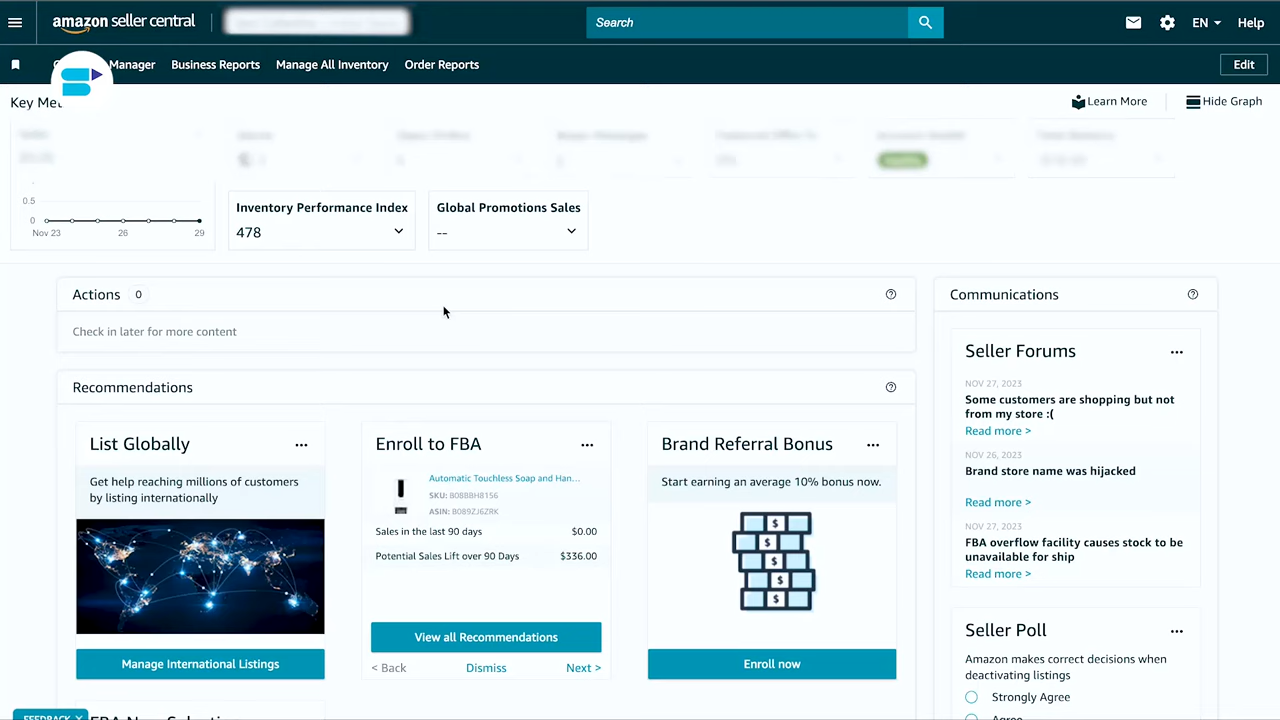 amazon seller central
Search
EN
Help
Manager
Business Reports
Manage All Inventory
Order Reports
Edit
Key Me
Learn More
Hide Graph
0.5
0
Nov 23
26
29
Inventory Performance Index
478
Global Promotions Sales
--
Actions 0
Check in later for more content
Recommendations
List Globally
Get help reaching millions of customers
by listing internationally
Manage International Listings
Enroll to FBA
Automatic Touchless Soap and Han...
SKU: B08BBH8156
ASIN: B089ZJ6ZRK
Sales in the last 90 days $0.00
Potential Sales Lift over 90 Days $336.00
View all Recommendations
< Back Dismiss Next >
Brand Referral Bonus
Start earning an average 10% bonus now.
$
$
$
$
$
Enroll now
Communications
Seller Forums
NOV 27, 2023
Some customers are shopping but not
from my store :(
Read more >
NOV 26, 2023
Brand store name was hijacked
Read more >
NOV 27, 2023
FBA overflow facility causes stock to be
unavailable for ship
Read more >
Seller Poll
Amazon makes correct decisions when
deactivating listings
Strongly Agree
Agree
FEEDBACK
FBA New Selection